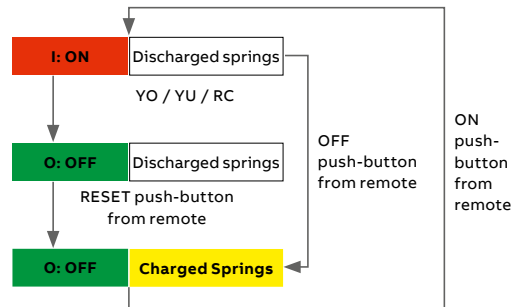 I: ON
Discharged springs
YO / YU / RC
O: OFF
Discharged springs
RESET push-button
from remote
O: OFF
Charged Springs
OFF
push-button
from remote
ON
push-
button
from
remote